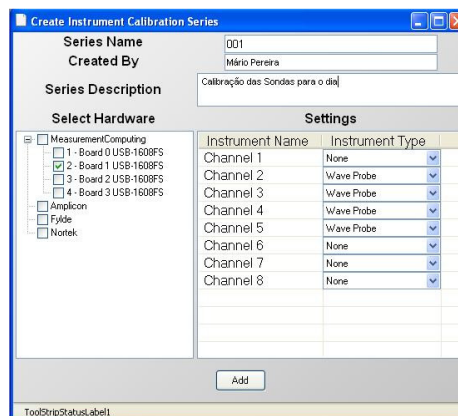 Create Instrument Calibration Series
Series Name 001
Created By Mário Pereira
Series Description Calibração das Sondas para o dia
Select Hardware Settings
MeasurementComputing
1 - Board 0 USB-1608FS
2 - Board 1 USB-1608FS
3 - Board 2 USB-1608FS
4 - Board 3 USB-1608FS
Amplicon
Fylde
Nortek
Instrument Name Instrument Type
Channel 1 None
Channel 2 Wave Probe
Channel 3 Wave Probe
Channel 4 Wave Probe
Channel 5 Wave Probe
Channel 6 None
Channel 7 None
Channel 8 None
Add
ToolStripStatusLabel1